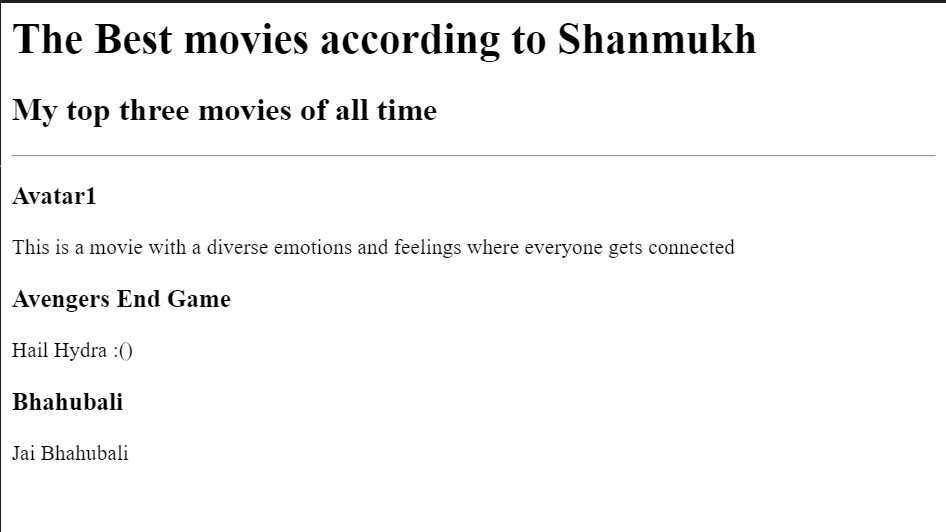 The Best movies according to Shanmukh
My top three movies of all time
Avatar1
This is a movie with a diverse emotions and feelings where everyone gets connected
Avengers End Game
Hail Hydra :()
Bhahubali
Jai Bhahubali